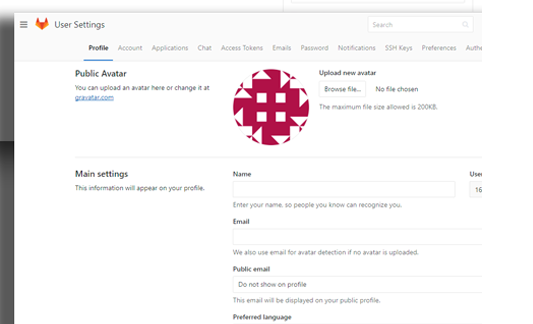 User Settings
Search
Profile Account Applications Chat Access Tokens Emails Password Notifications SSH Keys Preferences Authe
Public Avatar
You can upload an avatar here or change it at
gravatar.com
Upload new avatar
Browse file... No file chosen
The maximum file size allowed is 200KB.
Main settings
This information will appear on your profile.
Name
User
16
Enter your name, so people you know can recognize you.
Email
We also use email for avatar detection if no avatar is uploaded.
Public email
Do not show on profile
This email will be displayed on your public profile.
Preferred language